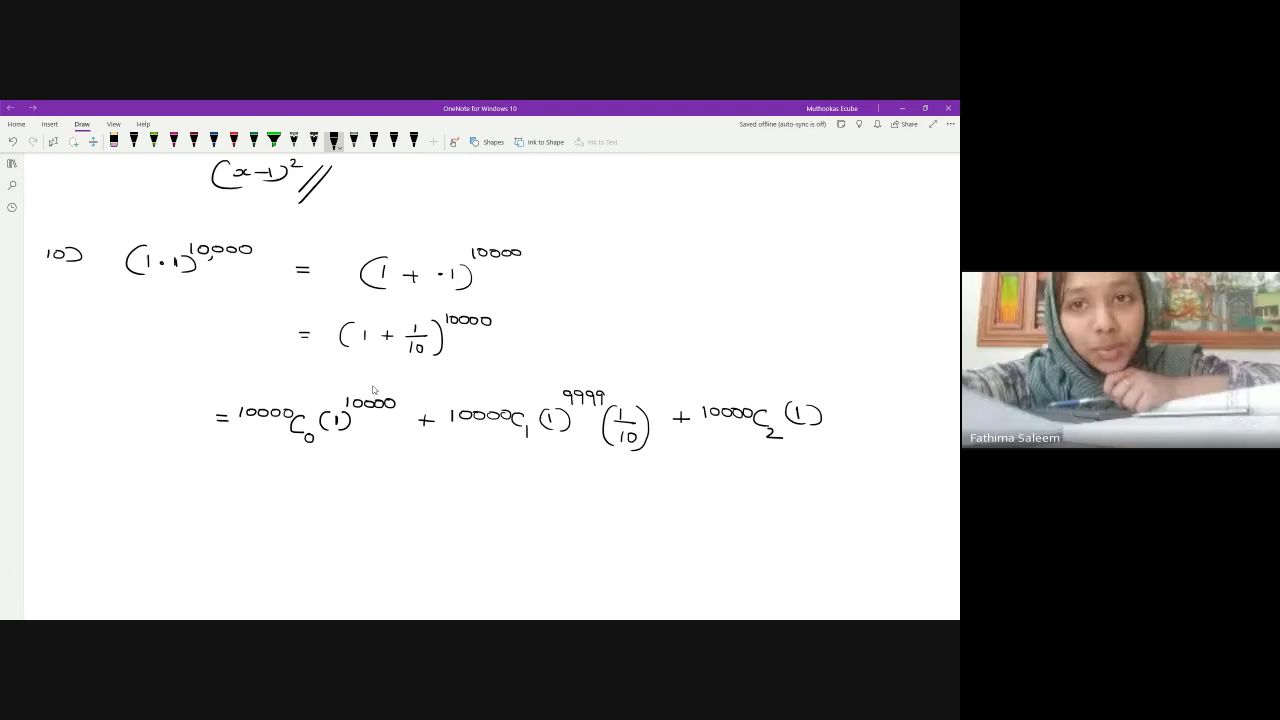 OneNote for Windows 10
Muthookas Ecube
Home Insert Draw View Help
Saved offline (auto-sync is off) Share
Shapes Ink to Shape Ink to Text
(x-1)²//
10) (1·1)^10,000 = (1 + ·1)^10000
= (1 + 1/10)^10000
= 10000C₀(1)^10000 + 10000C₁(1)^9999(1/10) + 10000C₂(1)
Fathima Saleem